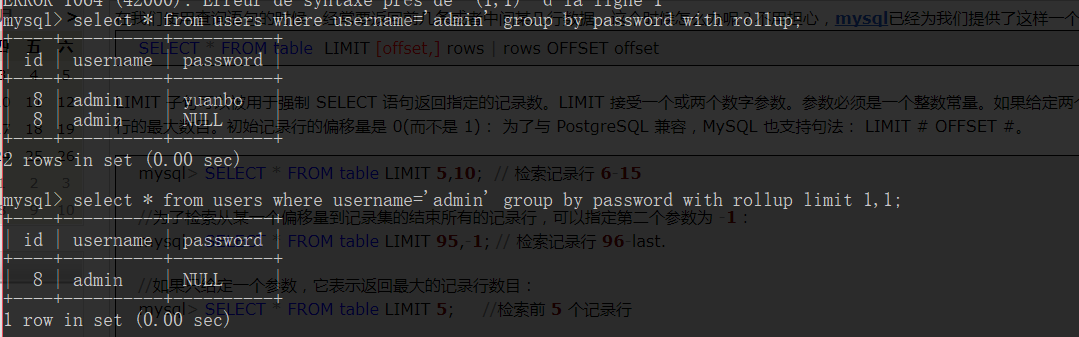 ERROR 1064 (42000): Erreur de syntaxe près de '(1,1)' à la ligne 1
mysql> select * from users where username='admin' group by password with rollup;
mysql已经为我们提供了这样一个
SELECT * FROM table LIMIT [offset,] rows | rows OFFSET offset
五 六
+----+----------+----------+
| id | username | password |
+----+----------+----------+
| 8 | admin | yuanbo |
| 8 | admin | NULL |
+----+----------+----------+
LIMIT 子句可以被用于强制 SELECT 语句返回指定的记录数。LIMIT 接受一个或两个数字参数。参数必须是一个整数常量。如果给定两个
行的最大数目。初始记录行的偏移量是 0(而不是 1)： 为了与 PostgreSQL 兼容，MySQL 也支持句法： LIMIT # OFFSET #。
2 rows in set (0.00 sec)
mysql> SELECT * FROM table LIMIT 5,10; // 检索记录行 6-15
mysql> select * from users where username='admin' group by password with rollup limit 1,1;
//为了检索从某一个偏移量到记录集的结束所有的记录行，可以指定第二个参数为 -1：
mysql> SELECT * FROM table LIMIT 95,-1; // 检索记录行 96-last.
+----+----------+----------+
| id | username | password |
+----+----------+----------+
| 8 | admin | NULL |
+----+----------+----------+
//如果只给定一个参数，它表示返回最大的记录行数目：
mysql> SELECT * FROM table LIMIT 5; //检索前 5 个记录行
1 row in set (0.00 sec)